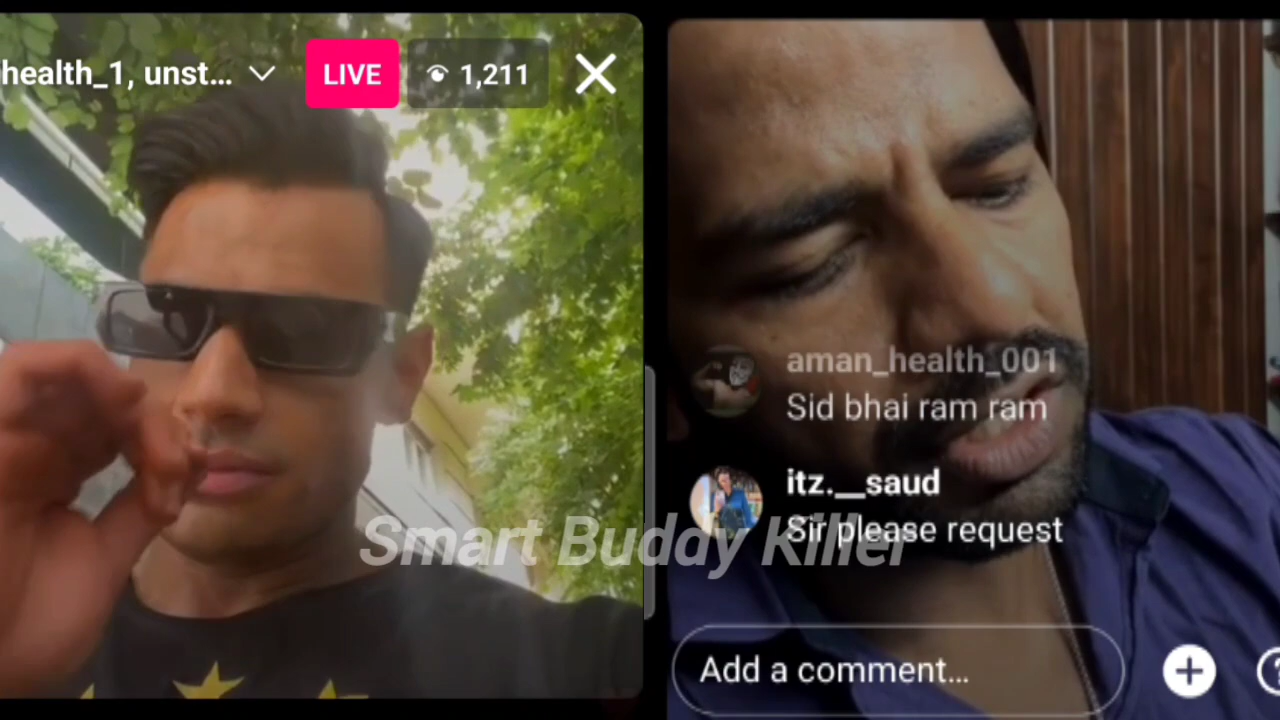 health_1, unst...
LIVE
1,211
aman_health_001
Sid bhai ram ram
itz.__saud
Sir please request
Smart Buddy Killer
Add a comment...